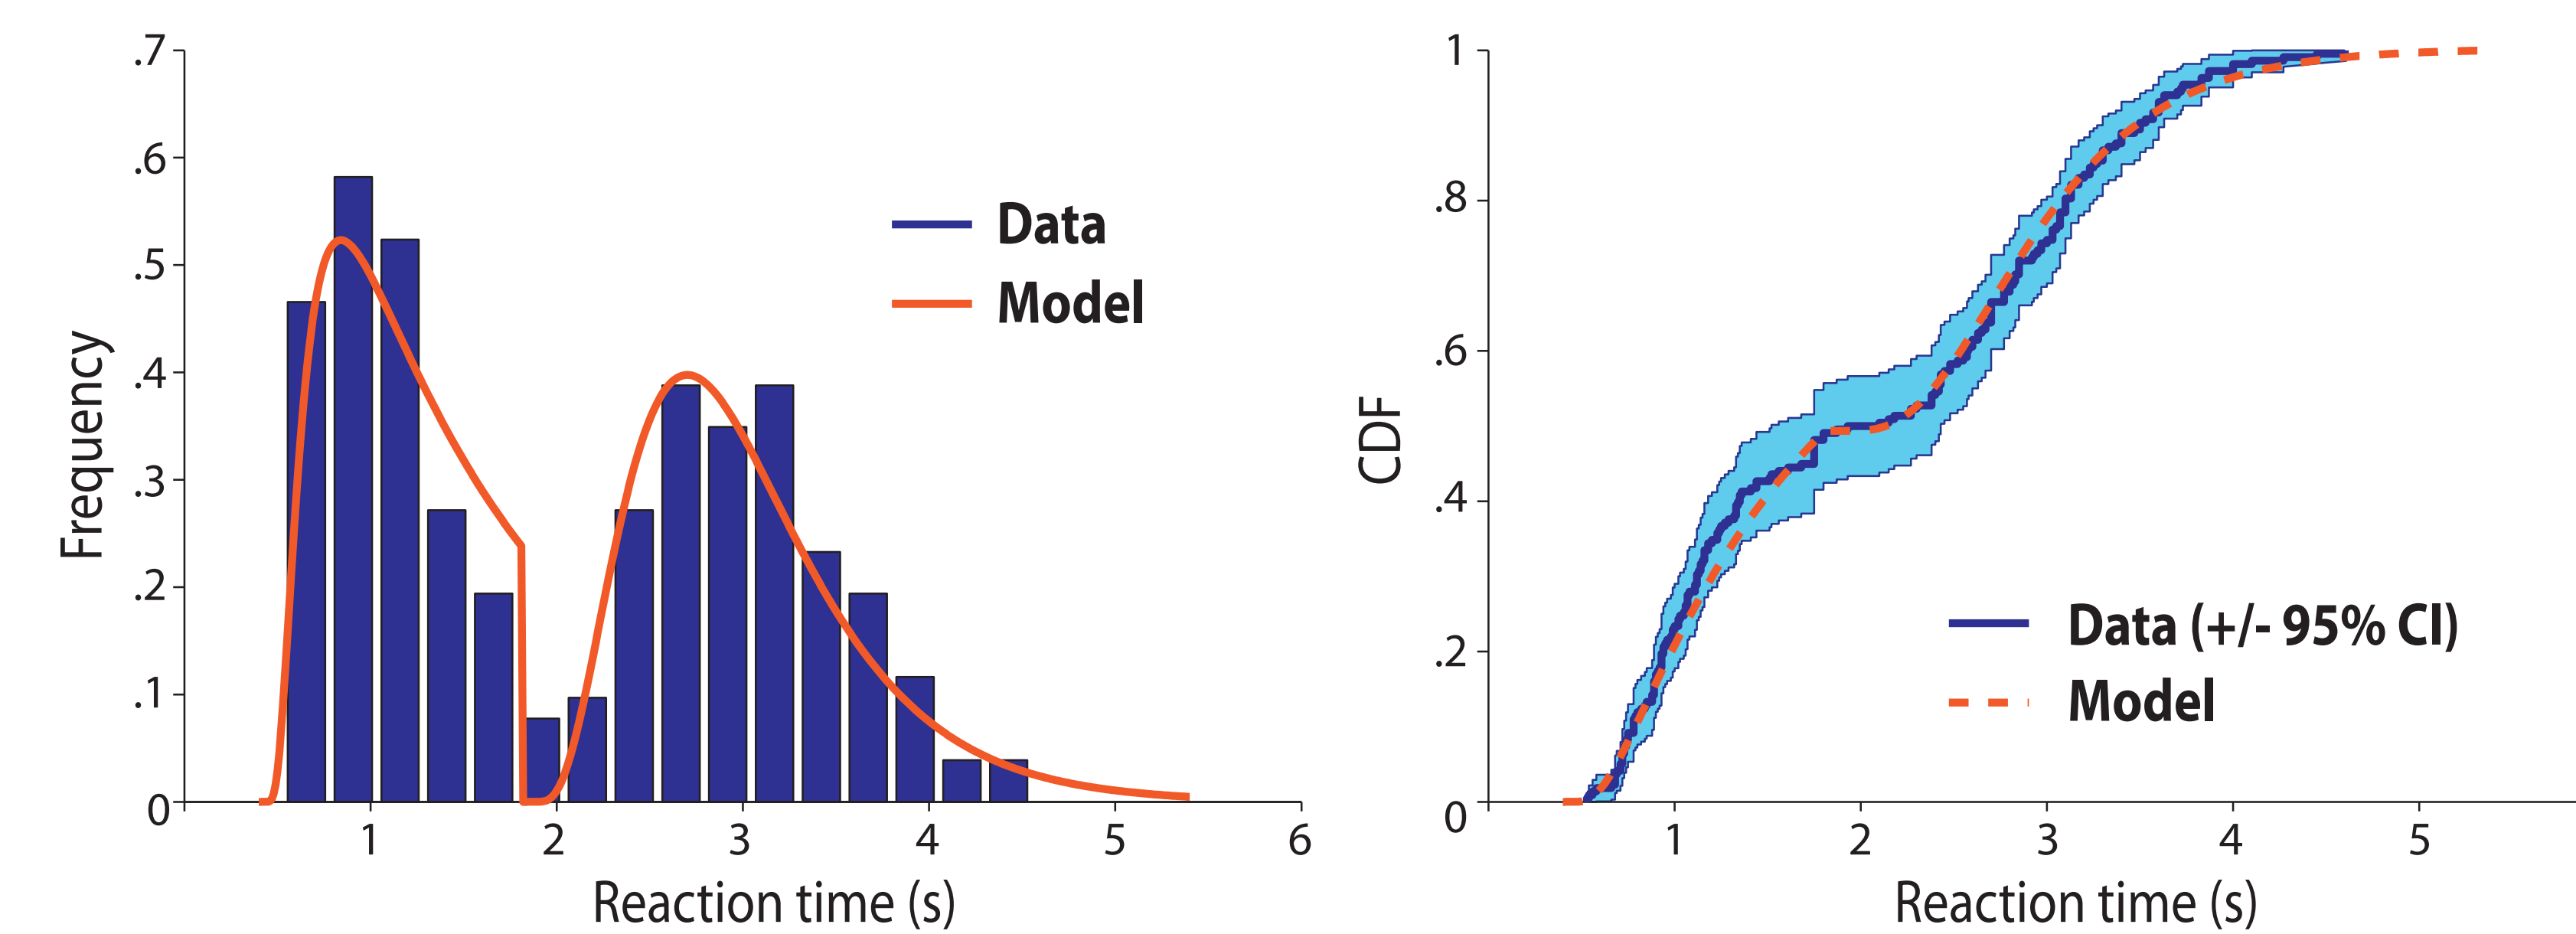 Frequency
.7
.6
.5
.4
.3
.2
.1
0
1 2 3 4 5 6
Reaction time (s)
Data
Model
CDF
1
.8
.6
.4
.2
0
1 2 3 4 5
Reaction time (s)
Data (+/- 95% CI)
Model